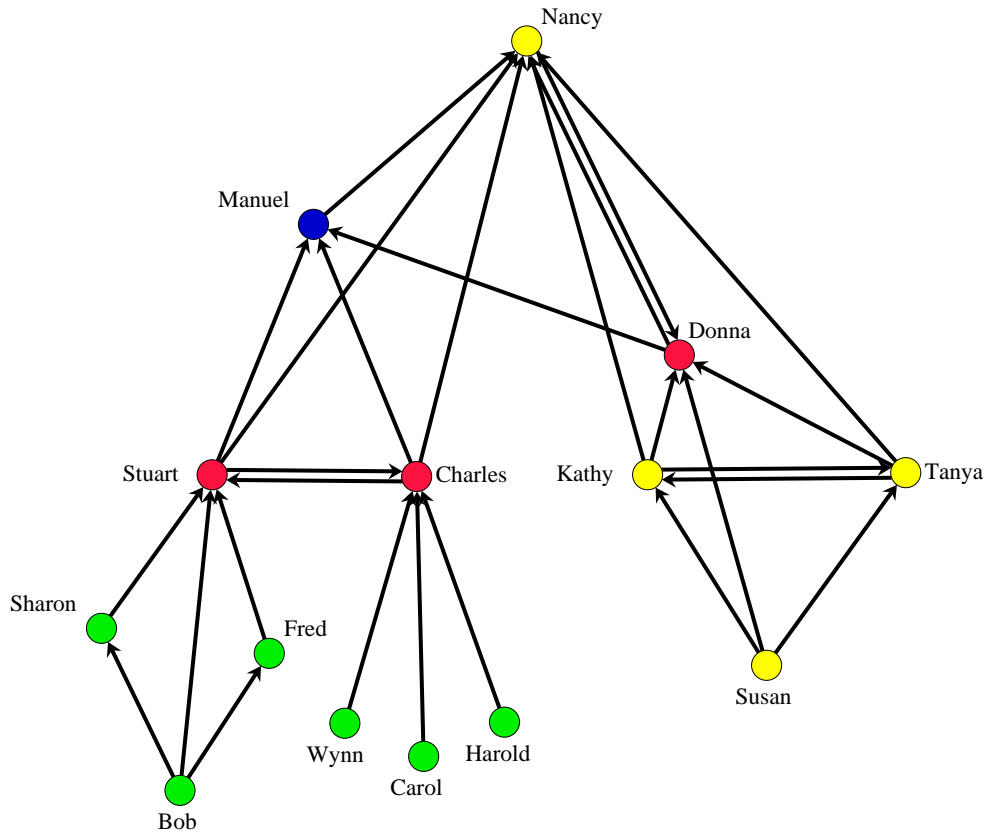 Nancy
Manuel
Donna
Stuart
Charles
Kathy
Tanya
Sharon
Fred
Susan
Wynn
Harold
Carol
Bob